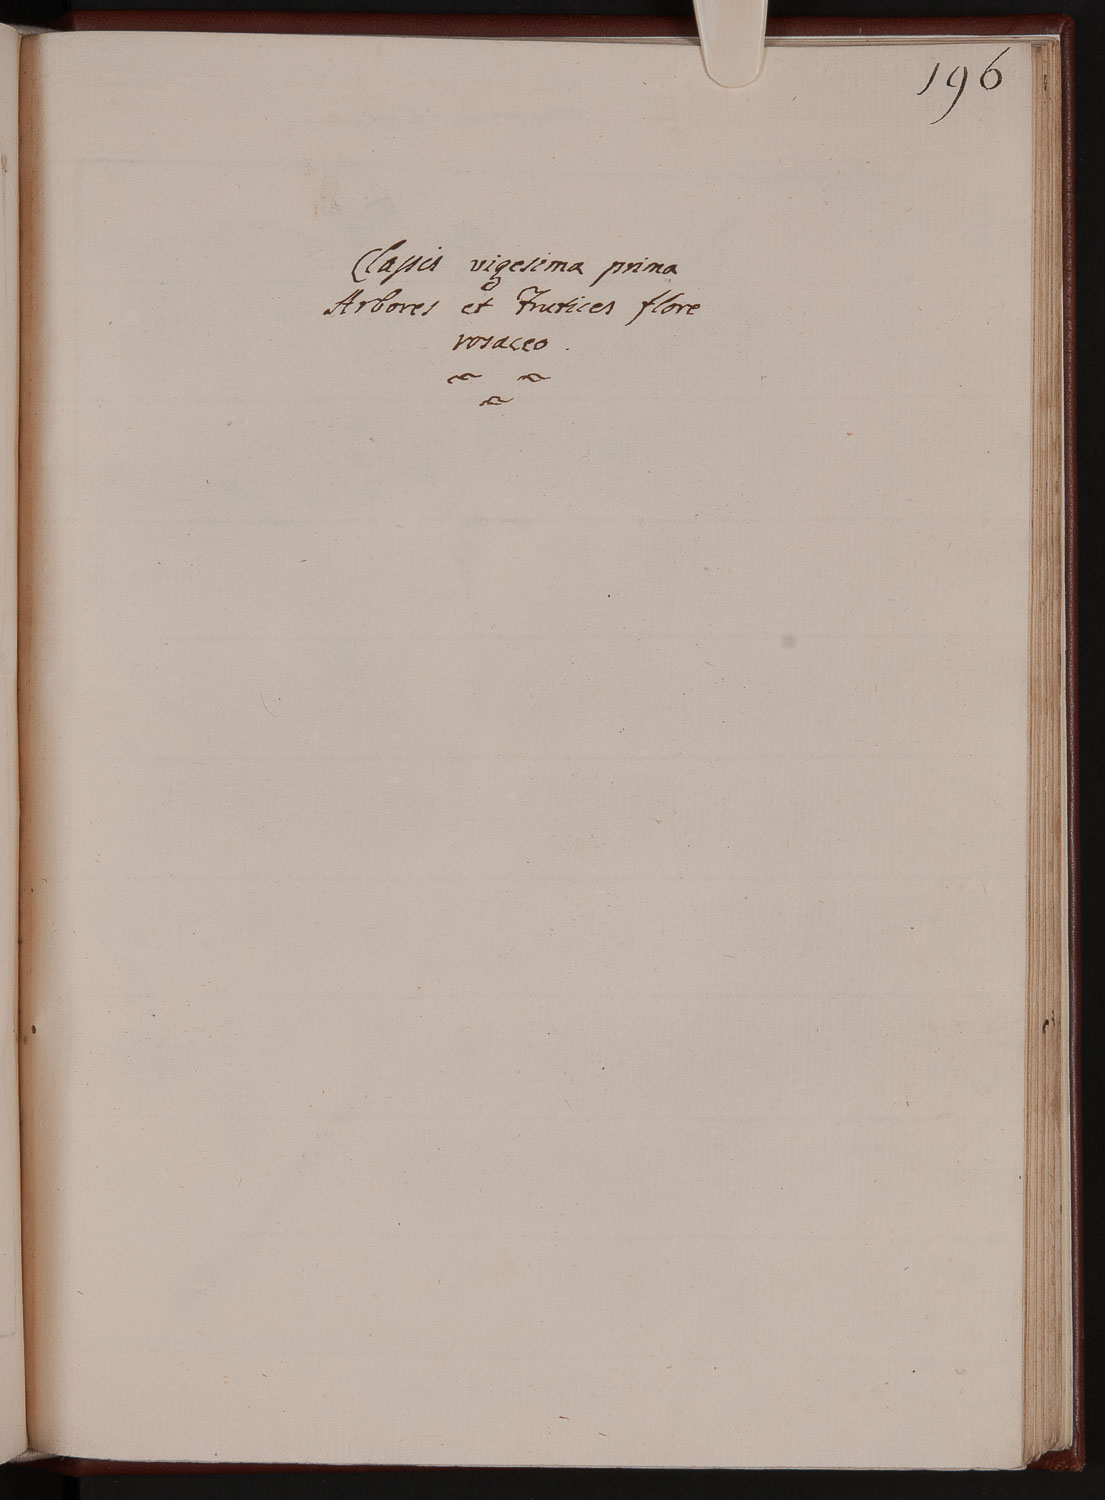 196
Classis vigesima prima
Arbores et Frutices flore
rosaceo.